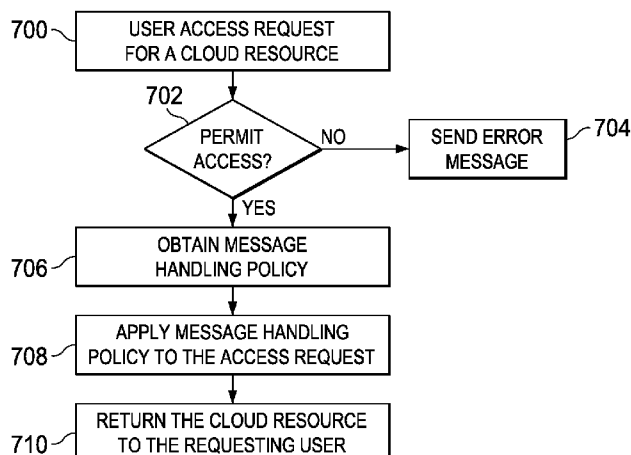 700
USER ACCESS REQUEST
FOR A CLOUD RESOURCE
702
PERMIT
ACCESS?
NO
SEND ERROR
MESSAGE
704
YES
706
OBTAIN MESSAGE
HANDLING POLICY
708
APPLY MESSAGE HANDLING
POLICY TO THE ACCESS REQUEST
710
RETURN THE CLOUD RESOURCE
TO THE REQUESTING USER